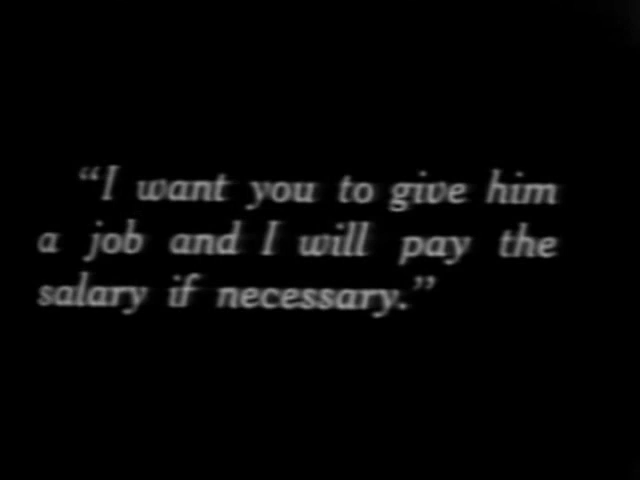 “I want you to give him
a job and I will pay the
salary if necessary.”